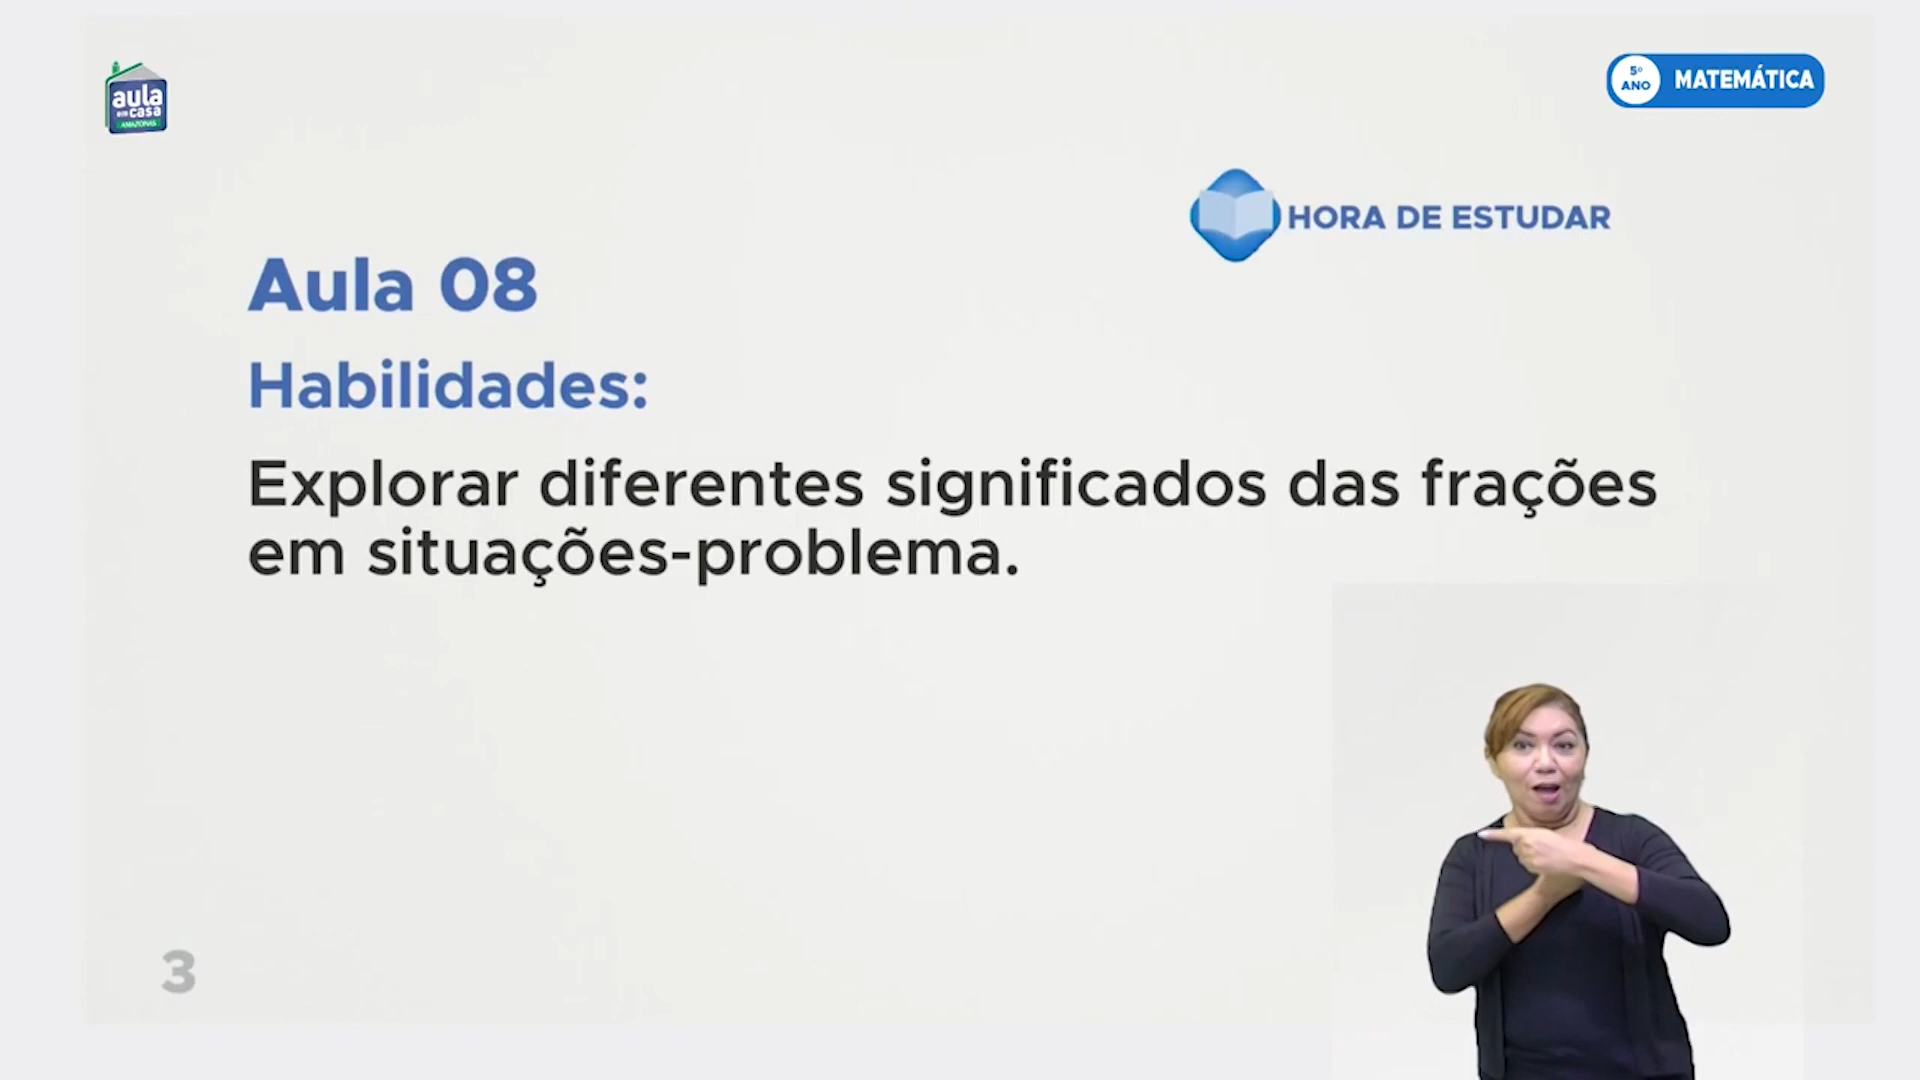 aula
em casa
AMAZONAS
5º
ANO
MATEMÁTICA
HORA DE ESTUDAR
Aula 08
Habilidades:
Explorar diferentes significados das frações
em situações-problema.
3